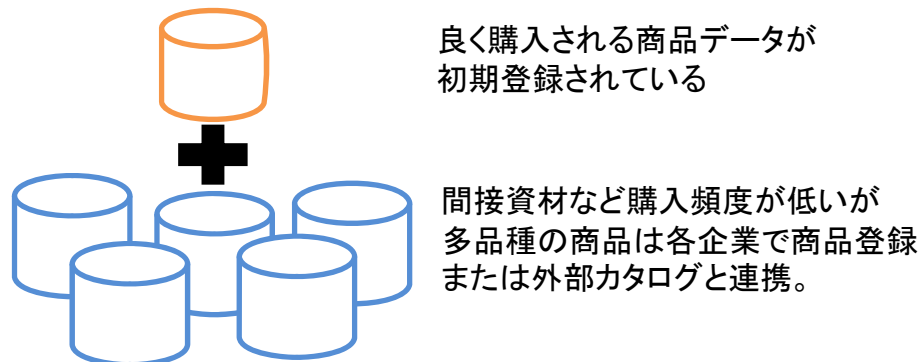 良く購入される商品データが
初期登録されている
間接資材など購入頻度が低いが
多品種の商品は各企業で商品登録
または外部カタログと連携。